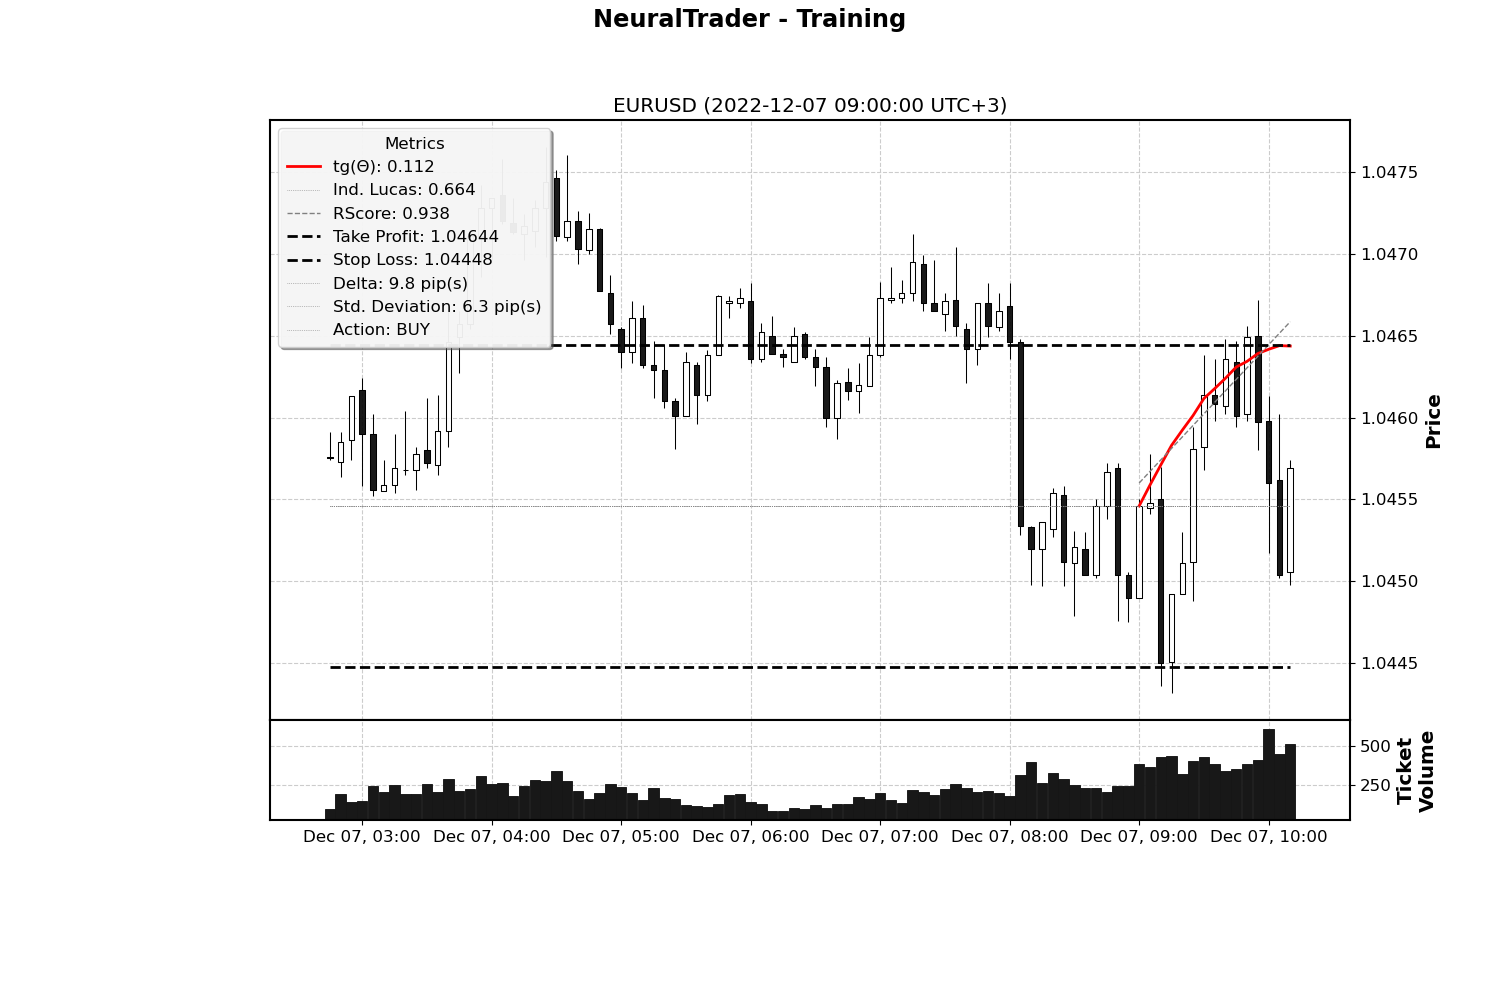 NeuralTrader - Training
EURUSD (2022-12-07 09:00:00 UTC+3)
Metrics
tg(Θ): 0.112
Ind. Lucas: 0.664
RScore: 0.938
Take Profit: 1.04644
Stop Loss: 1.04448
Delta: 9.8 pip(s)
Std. Deviation: 6.3 pip(s)
Action: BUY
1.0475
1.0470
1.0465
1.0460
1.0455
1.0450
1.0445
Price
500
250
Ticket
Volume
Dec 07, 03:00
Dec 07, 04:00
Dec 07, 05:00
Dec 07, 06:00
Dec 07, 07:00
Dec 07, 08:00
Dec 07, 09:00
Dec 07, 10:00